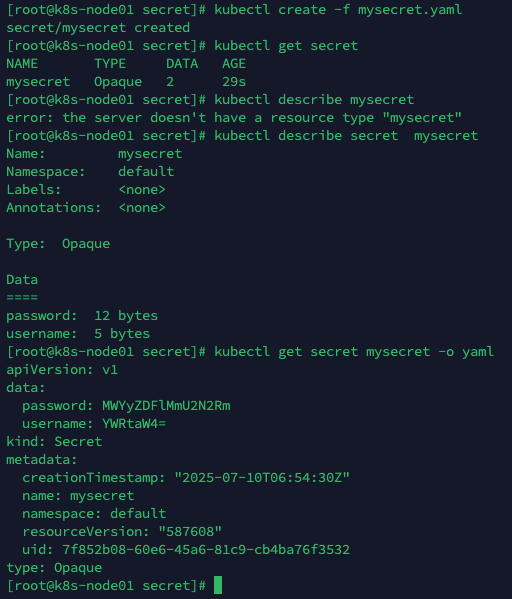 [root@k8s-node01 secret]# kubectl create -f mysecret.yaml
secret/mysecret created
[root@k8s-node01 secret]# kubectl get secret
NAME       TYPE     DATA   AGE
mysecret   Opaque   2      29s
[root@k8s-node01 secret]# kubectl describe mysecret
error: the server doesn't have a resource type "mysecret"
[root@k8s-node01 secret]# kubectl describe secret  mysecret
Name:         mysecret
Namespace:    default
Labels:       <none>
Annotations:  <none>
Type:  Opaque
Data
====
password:  12 bytes
username:  5 bytes
[root@k8s-node01 secret]# kubectl get secret mysecret -o yaml
apiVersion: v1
data:
  password: MWYyZDFlMmU2N2Rm
  username: YWRtaW4=
kind: Secret
metadata:
  creationTimestamp: "2025-07-10T06:54:30Z"
  name: mysecret
  namespace: default
  resourceVersion: "587608"
  uid: 7f852b08-60e6-45a6-81c9-cb4ba76f3532
type: Opaque
[root@k8s-node01 secret]#